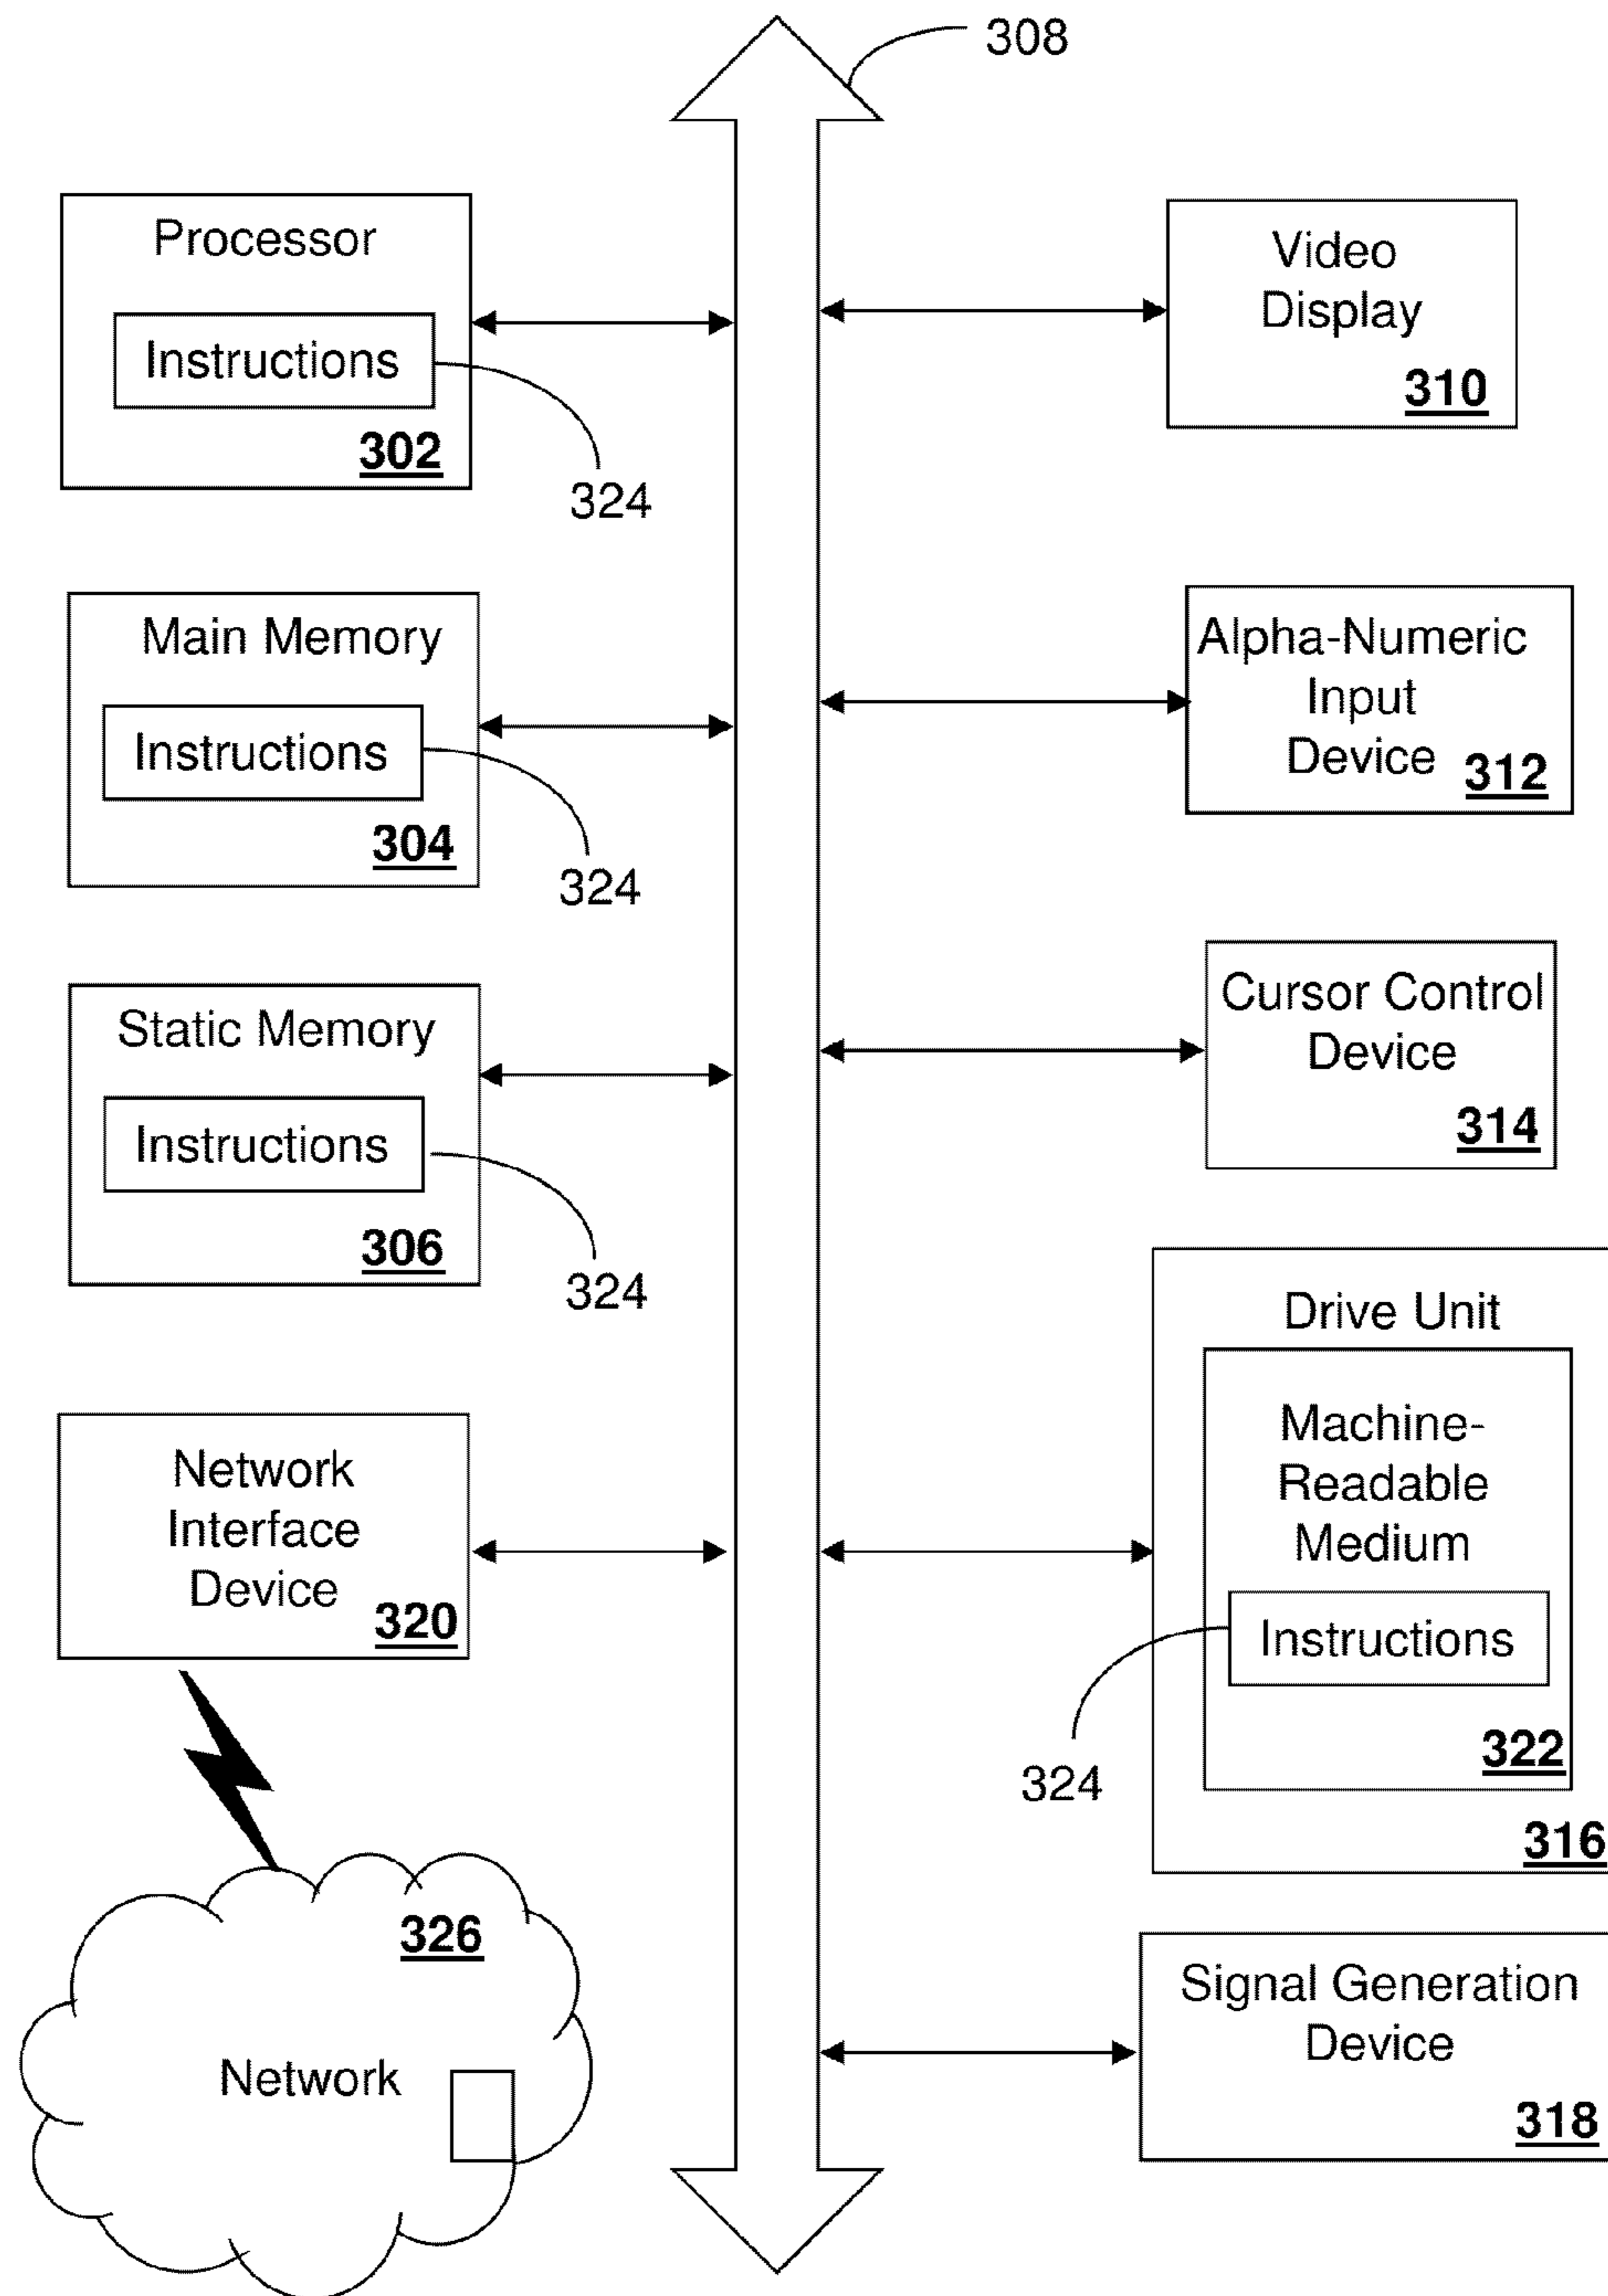 308
Processor
Instructions
302
324
Main Memory
Instructions
304
324
Static Memory
Instructions
306
324
Network
Interface
Device
320
326
Network
Video
Display
310
Alpha-Numeric
Input
Device 312
Cursor Control
Device
314
Drive Unit
Machine-
Readable
Medium
Instructions
322
324
316
Signal Generation
Device
318